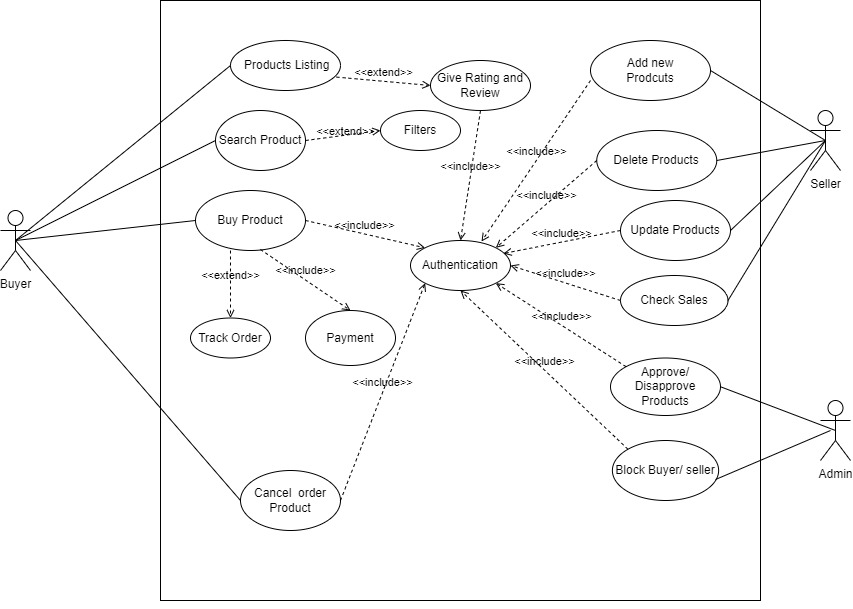 Products Listing
<<extend>>
Give Rating and
Review
Add new
Prodcuts
Search Product
<<extend>>
Filters
<<include>>
<<include>>
Delete Products
Seller
<<include>>
Buy Product
<<include>>
<<include>>
Update Products
Buyer
<<extend>>
<<include>>
Authentication
<<include>>
Check Sales
Track Order
Payment
<<include>>
<<include>>
<<include>>
Approve/
Disapprove
Products
Admin
Block Buyer/ seller
Cancel order
Product